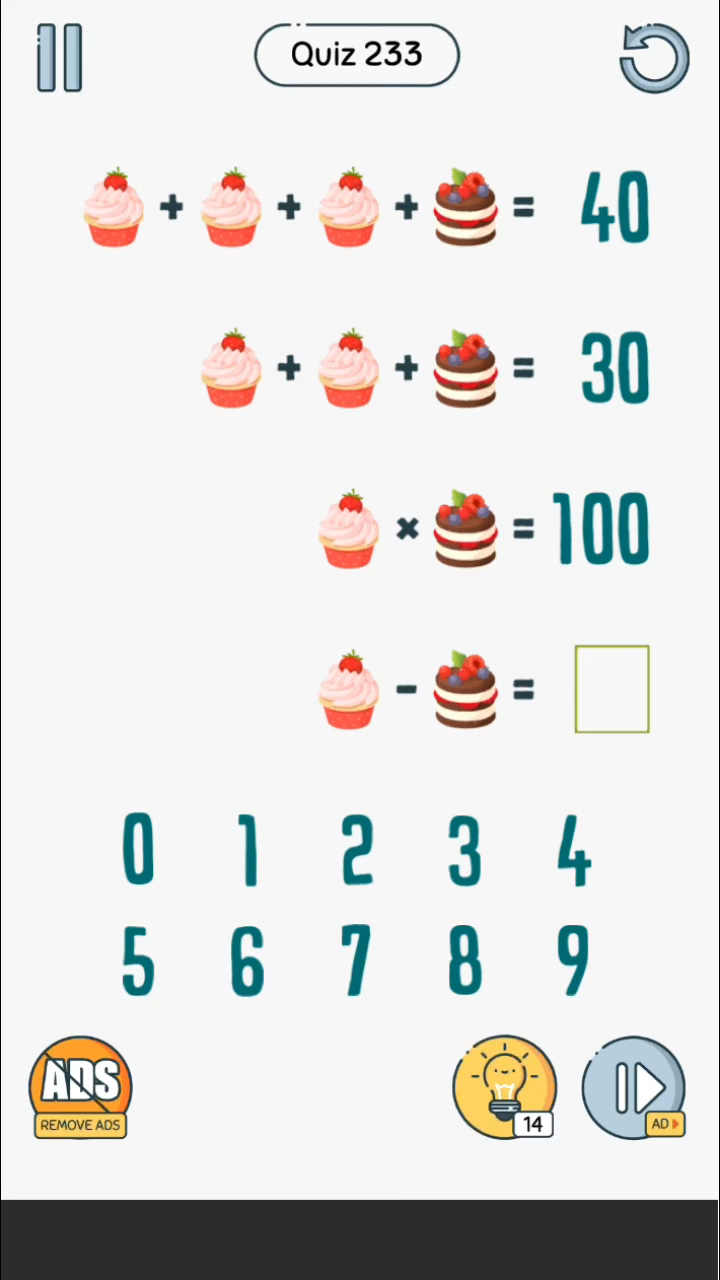 Quiz 233
+ + + = 40
+ + = 30
× = 100
- =
0 1 2 3 4
5 6 7 8 9
ADS
REMOVE ADS
14
AD